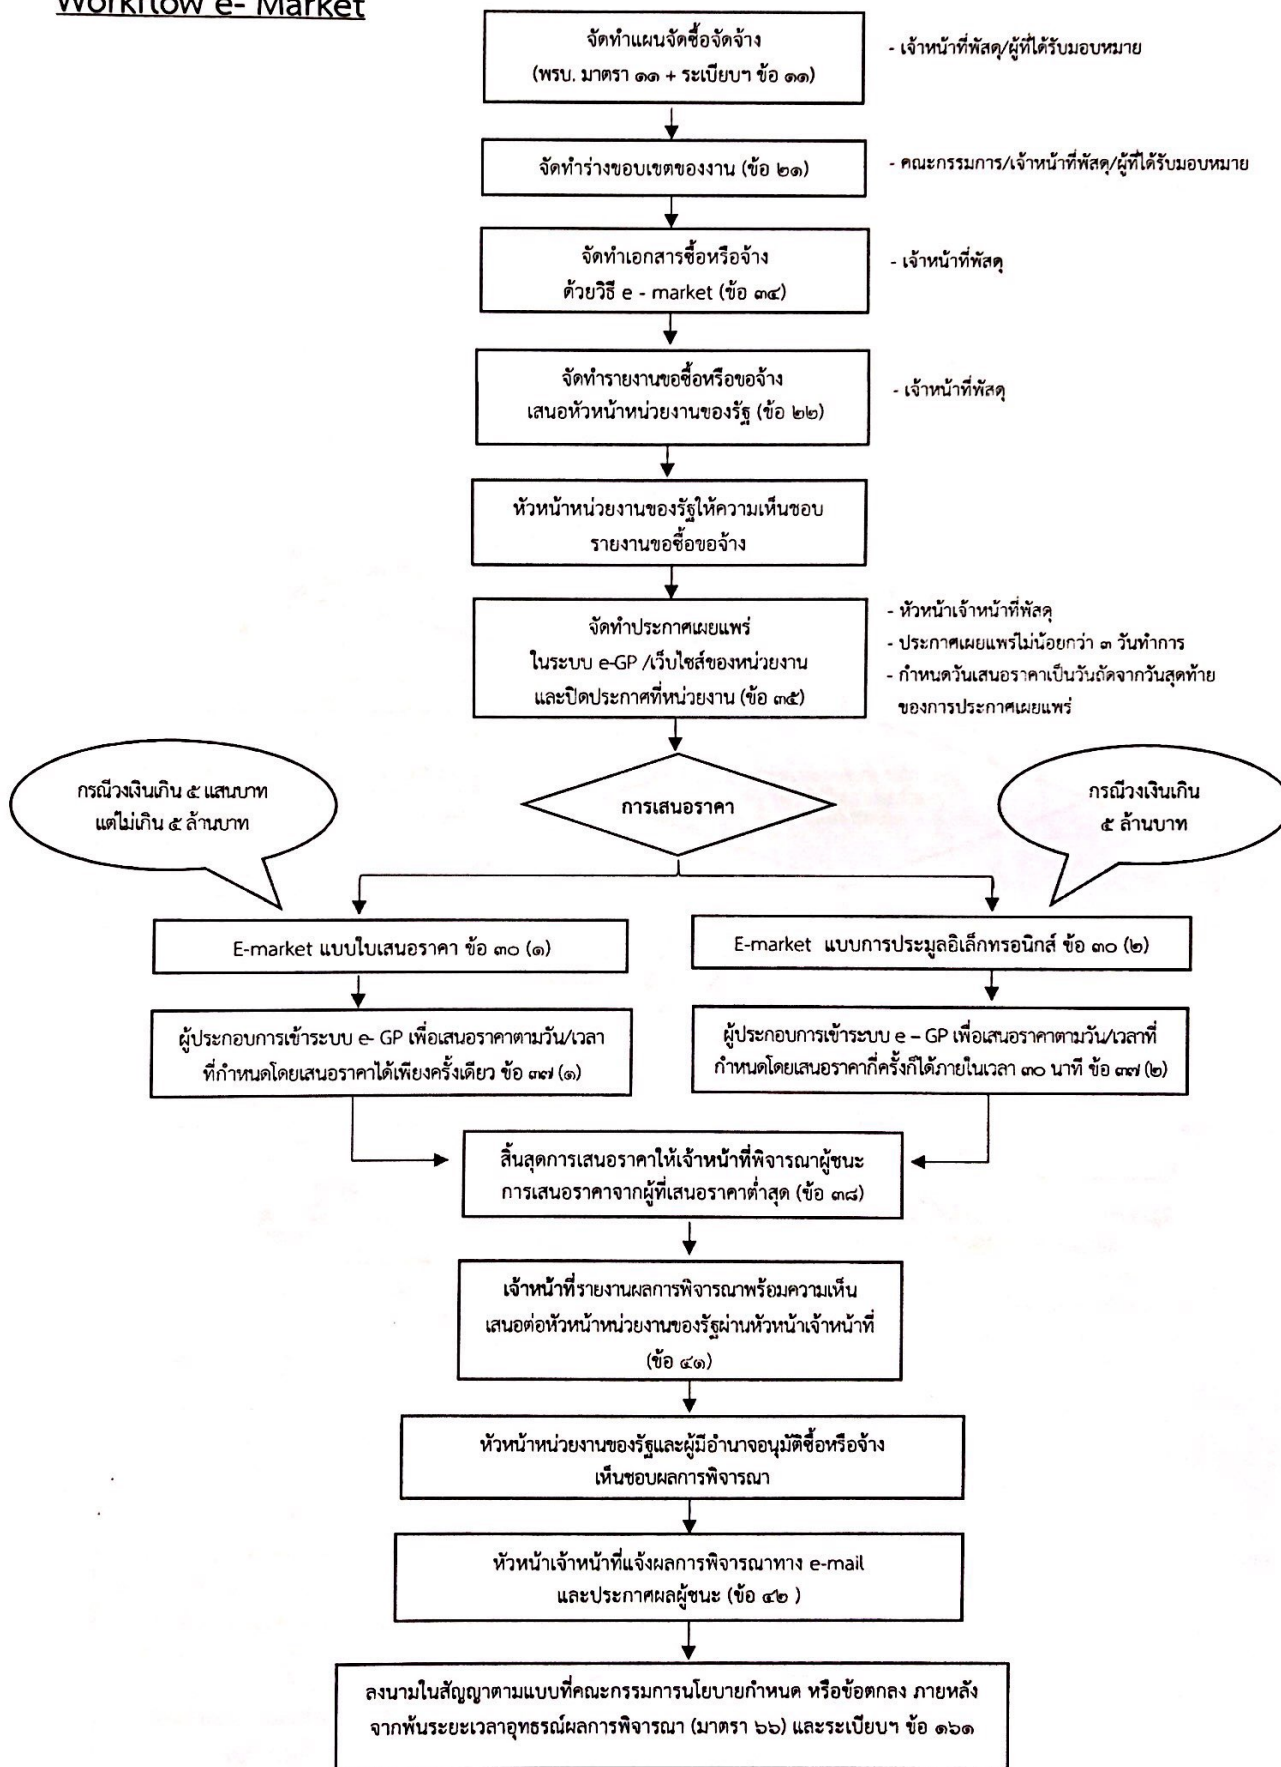 Workflow e- Market
จัดทำแผนจัดซื้อจัดจ้าง
(พรบ. มาตรา ๑๑ + ระเบียบฯ ข้อ ๑๑)
- เจ้าหน้าที่พัสดุ/ผู้ที่ได้รับมอบหมาย
จัดทำร่างขอบเขตของงาน (ข้อ ๒๑)
- คณะกรรมการ/เจ้าหน้าที่พัสดุ/ผู้ที่ได้รับมอบหมาย
จัดทำเอกสารซื้อหรือจ้าง
ด้วยวิธี e - market (ข้อ ๓๔)
- เจ้าหน้าที่พัสดุ
จัดทำรายงานขอซื้อหรือขอจ้าง
เสนอหัวหน้าหน่วยงานของรัฐ (ข้อ ๒๒)
- เจ้าหน้าที่พัสดุ
หัวหน้าหน่วยงานของรัฐให้ความเห็นชอบ
รายงานขอซื้อขอจ้าง
จัดทำประกาศเผยแพร่
ในระบบ e-GP /เว็บไซส์ของหน่วยงาน
และปิดประกาศที่หน่วยงาน (ข้อ ๓๕)
- หัวหน้าเจ้าหน้าที่พัสดุ
- ประกาศเผยแพร่ไม่น้อยกว่า ๓ วันทำการ
- กำหนดวันเสนอราคาเป็นวันถัดจากวันสุดท้าย
ของการประกาศเผยแพร่
กรณีวงเงินเกิน ๕ แสนบาท
แต่ไม่เกิน ๕ ล้านบาท
การเสนอราคา
กรณีวงเงินเกิน
๕ ล้านบาท
E-market แบบใบเสนอราคา ข้อ ๓๐ (๑)
E-market แบบการประมูลอิเล็กทรอนิกส์ ข้อ ๓๐ (๒)
ผู้ประกอบการเข้าระบบ e- GP เพื่อเสนอราคาตามวัน/เวลา
ที่กำหนดโดยเสนอราคาได้เพียงครั้งเดียว ข้อ ๓๗ (๑)
ผู้ประกอบการเข้าระบบ e – GP เพื่อเสนอราคาตามวัน/เวลาที่
กำหนดโดยเสนอราคากี่ครั้งก็ได้ภายในเวลา ๓๐ นาที ข้อ ๓๗ (๒)
สิ้นสุดการเสนอราคาให้เจ้าหน้าที่พิจารณาผู้ชนะ
การเสนอราคาจากผู้ที่เสนอราคาต่ำสุด (ข้อ ๓๘)
เจ้าหน้าที่รายงานผลการพิจารณาพร้อมความเห็น
เสนอต่อหัวหน้าหน่วยงานของรัฐผ่านหัวหน้าเจ้าหน้าที่
(ข้อ ๔๑)
หัวหน้าหน่วยงานของรัฐและผู้มีอำนาจอนุมัติซื้อหรือจ้าง
เห็นชอบผลการพิจารณา
หัวหน้าเจ้าหน้าที่แจ้งผลการพิจารณาทาง e-mail
และประกาศผลผู้ชนะ (ข้อ ๔๒ )
ลงนามในสัญญาตามแบบที่คณะกรรมการนโยบายกำหนด หรือข้อตกลง ภายหลัง
จากพ้นระยะเวลาอุทธรณ์ผลการพิจารณา (มาตรา ๖๖) และระเบียบฯ ข้อ ๑๖๑